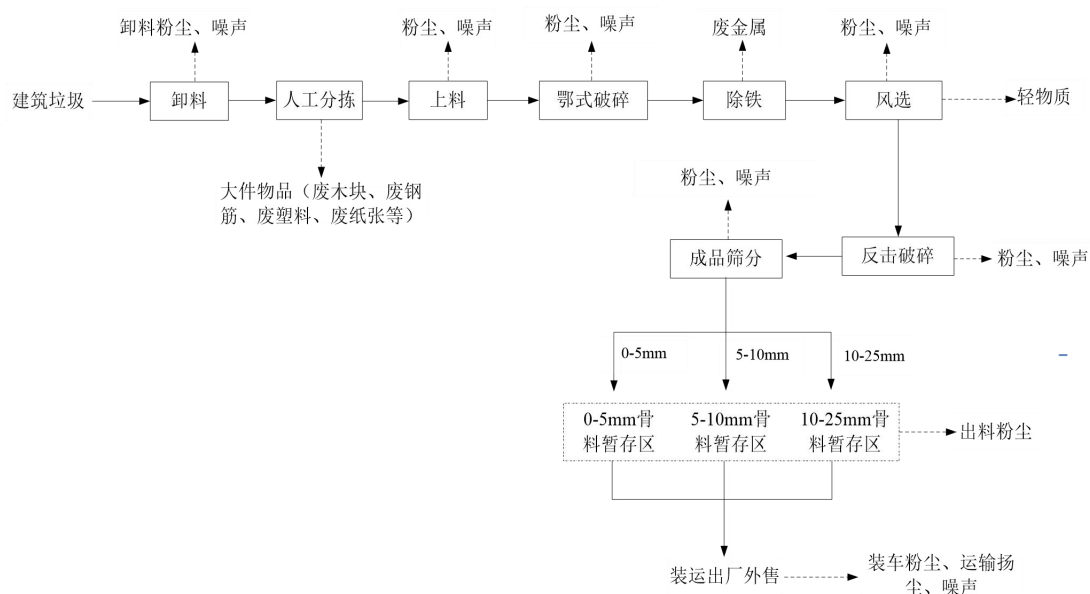 卸料粉尘、噪声
粉尘、噪声
粉尘、噪声
废金属
粉尘、噪声
建筑垃圾
卸料
人工分拣
上料
鄂式破碎
除铁
风选
轻物质
大件物品（废木块、废钢
筋、废塑料、废纸张等）
粉尘、噪声
成品筛分
反击破碎
粉尘、噪声
0-5mm
5-10mm
10-25mm
0-5mm骨
料暂存区
5-10mm骨
料暂存区
10-25mm骨
料暂存区
出料粉尘
装运出厂外售
装车粉尘、运输扬
尘、噪声